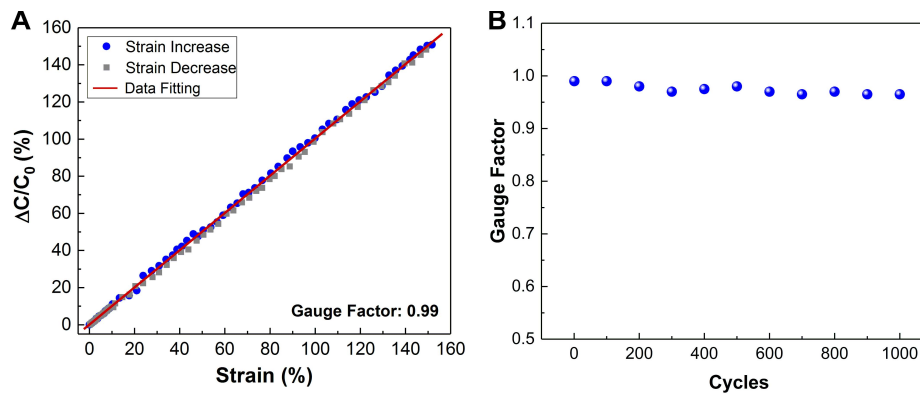 A
Strain Increase
Strain Decrease
Data Fitting
160
140
120
100
80
60
40
20
0
ΔC/C₀ (%)
Gauge Factor: 0.99
0 20 40 60 80 100 120 140 160
Strain (%)
B
1.1
1.0
0.9
0.8
0.7
0.6
0.5
Gauge Factor
0 200 400 600 800 1000
Cycles